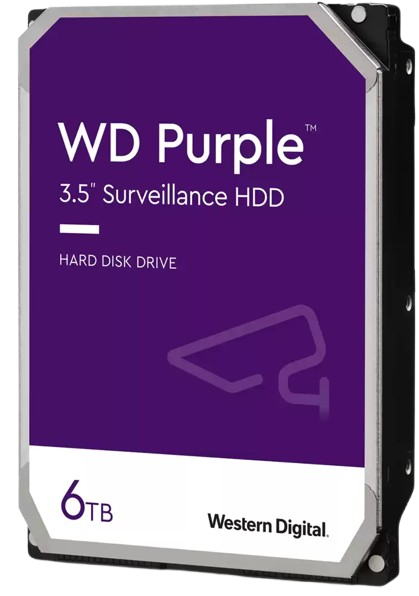 WD Purple™
3.5" Surveillance HDD
HARD DISK DRIVE
6TB
Western Digital.